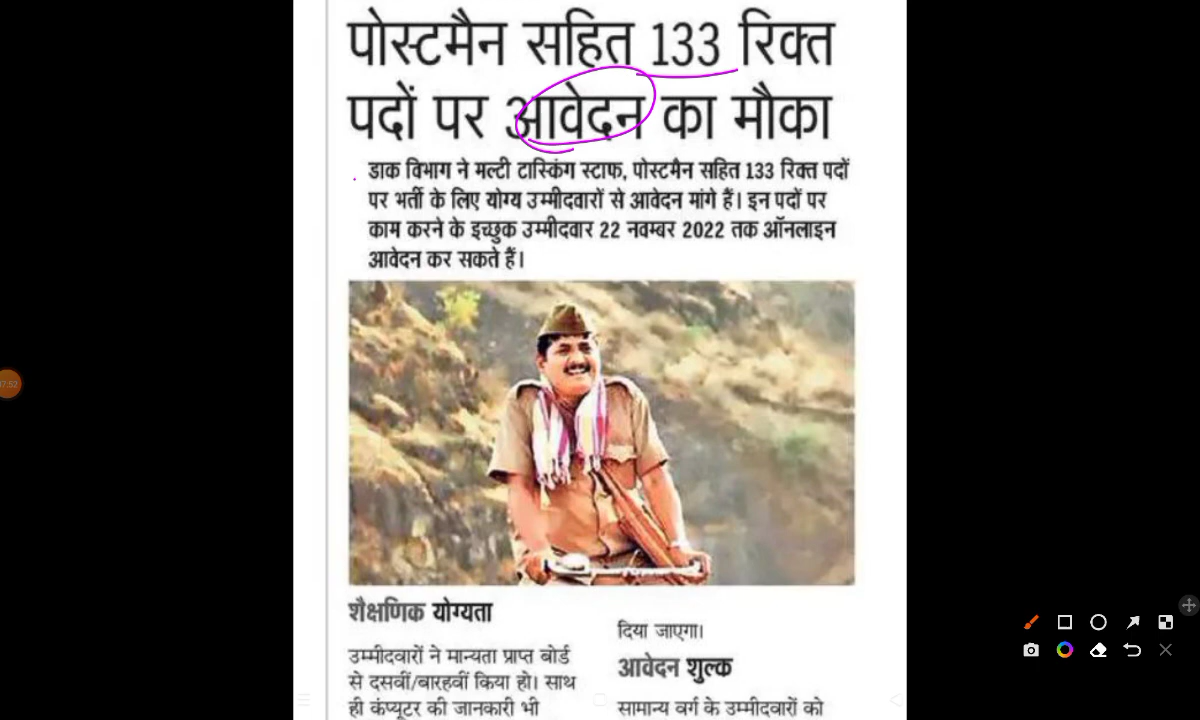 पोस्टमैन सहित 133 रिक्त
पदों पर आवेदन का मौका
डाक विभाग ने मल्टी टास्किंग स्टाफ, पोस्टमैन सहित 133 रिक्त पदों
पर भर्ती के लिए योग्य उम्मीदवारों से आवेदन मांगे हैं। इन पदों पर
काम करने के इच्छुक उम्मीदवार 22 नवम्बर 2022 तक ऑनलाइन
आवेदन कर सकते हैं।
शैक्षणिक योग्यता
उम्मीदवारों ने मान्यता प्राप्त बोर्ड
से दसवीं/बारहवीं किया हो। साथ
ही कंप्यूटर की जानकारी भी
दिया जाएगा।
आवेदन शुल्क
सामान्य वर्ग के उम्मीदवारों को
17:52